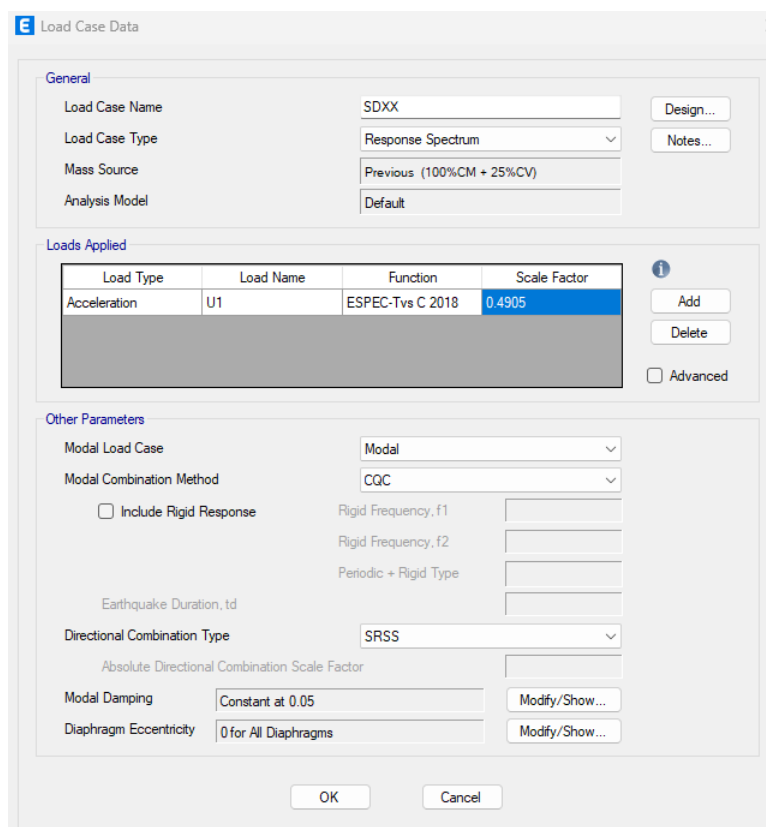 E Load Case Data
General
Load Case Name SDXX Design...
Load Case Type Response Spectrum Notes...
Mass Source Previous (100%CM + 25%CV)
Analysis Model Default
Loads Applied
Load Type Load Name Function Scale Factor i
Acceleration U1 ESPEC-Tvs C 2018 0.4905 Add
Delete
Advanced
Other Parameters
Modal Load Case Modal
Modal Combination Method CQC
Include Rigid Response Rigid Frequency, f1
Rigid Frequency, f2
Periodic + Rigid Type
Earthquake Duration, td
Directional Combination Type SRSS
Absolute Directional Combination Scale Factor
Modal Damping Constant at 0.05 Modify/Show...
Diaphragm Eccentricity 0 for All Diaphragms Modify/Show...
OK Cancel